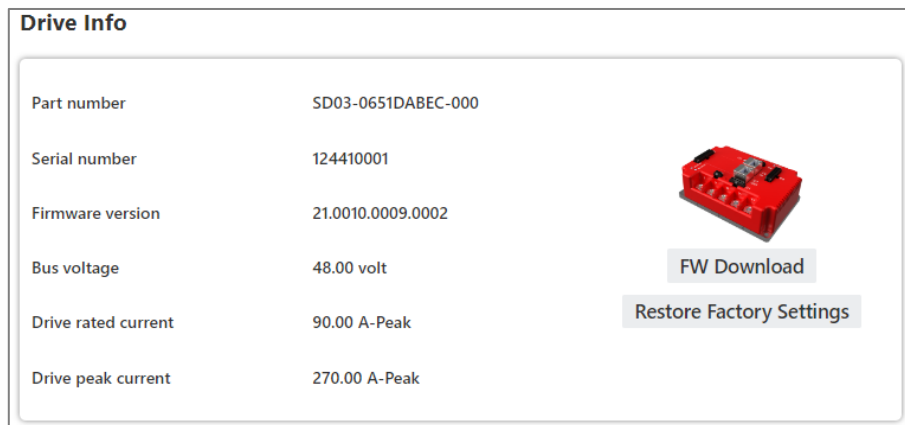 Drive Info
Part number SD03-0651DABEC-000
Serial number 124410001
Firmware version 21.0010.0009.0002
Bus voltage 48.00 volt
FW Download
Drive rated current 90.00 A-Peak
Restore Factory Settings
Drive peak current 270.00 A-Peak